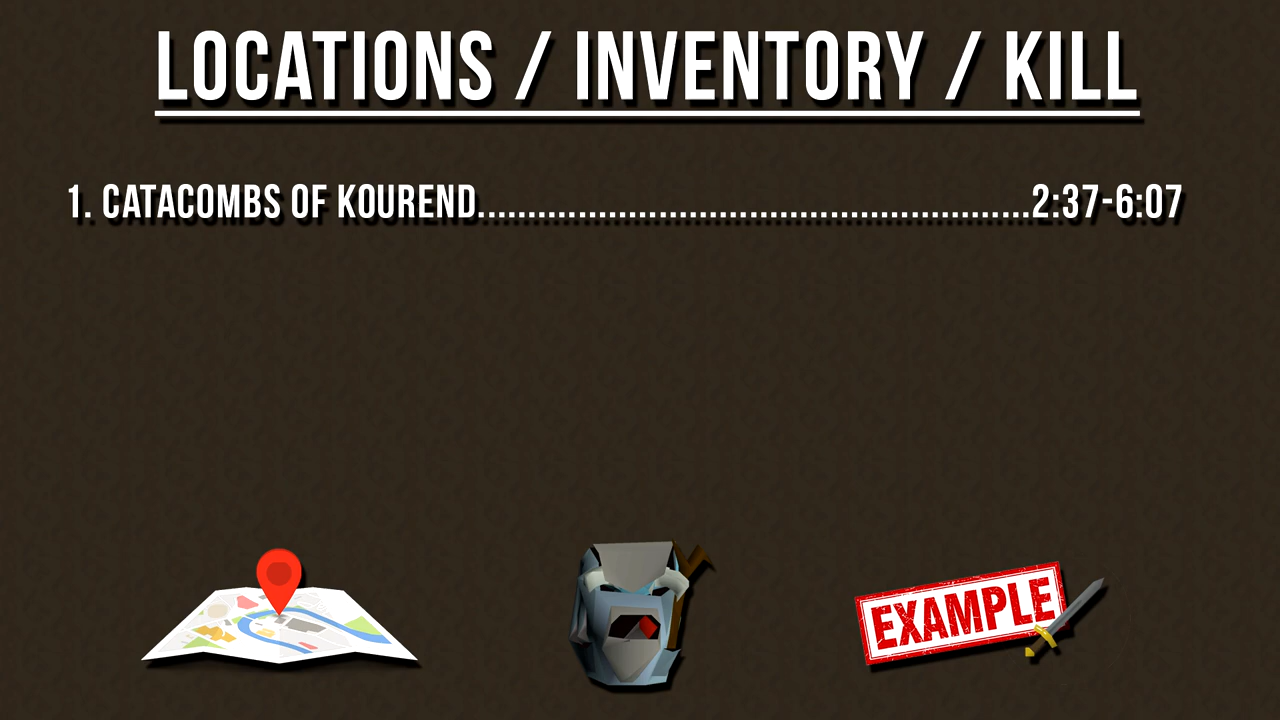 LOCATIONS / INVENTORY / KILL
1. CATACOMBS OF KOUREND.......................................................2:37-6:07
EXAMPLE